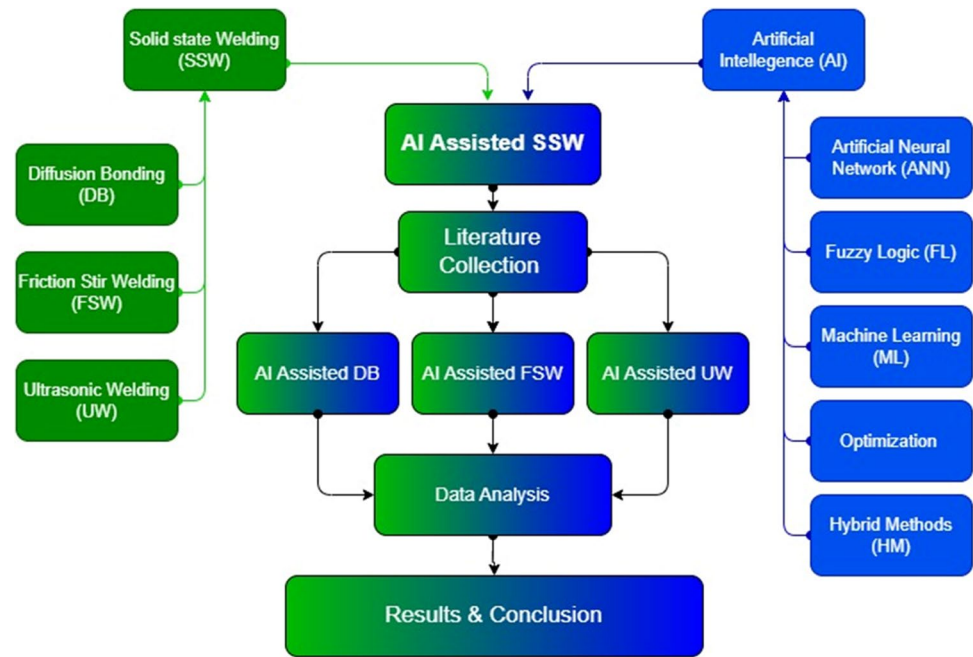 Solid state Welding
(SSW)
Artificial
Intellegence (AI)
AI Assisted SSW
Diffusion Bonding
(DB)
Artificial Neural
Network (ANN)
Literature
Collection
Friction Stir Welding
(FSW)
Fuzzy Logic (FL)
AI Assisted DB
AI Assisted FSW
AI Assisted UW
Machine Learning
(ML)
Ultrasonic Welding
(UW)
Optimization
Data Analysis
Hybrid Methods
(HM)
Results & Conclusion